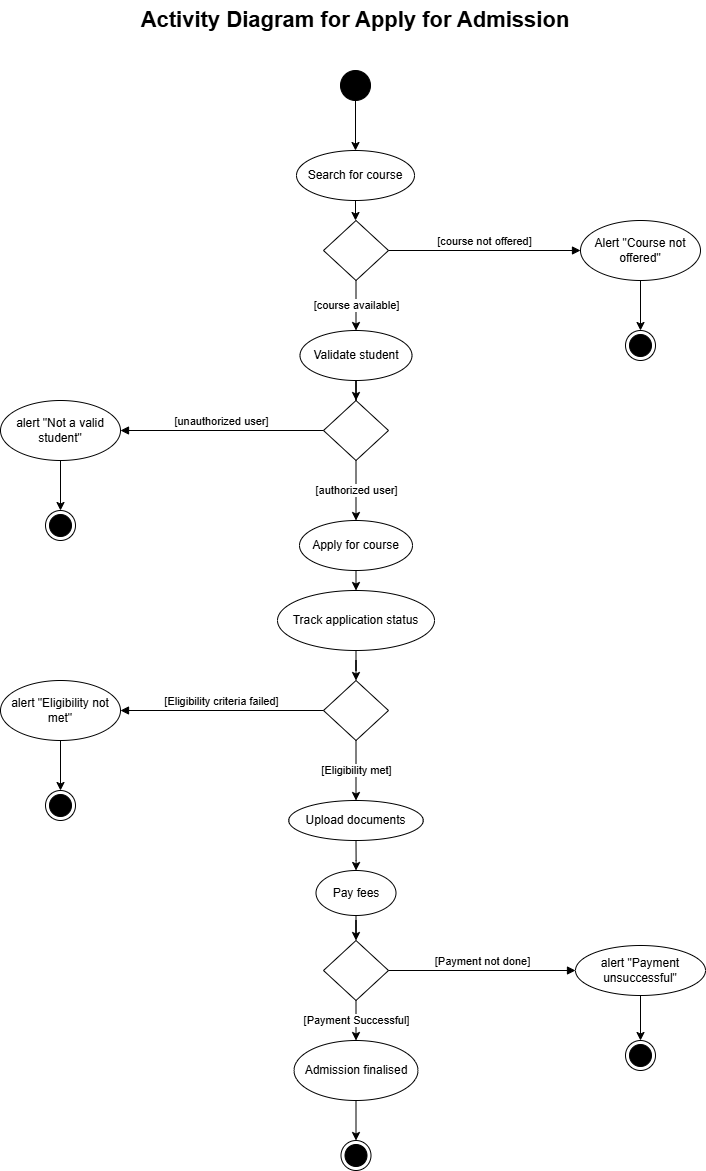 Activity Diagram for Apply for Admission
Search for course
[course not offered]
Alert "Course not
offered"
[course available]
Validate student
[unauthorized user]
alert "Not a valid
student"
[authorized user]
Apply for course
Track application status
[Eligibility criteria failed]
alert "Eligibility not
met"
[Eligibility met]
Upload documents
Pay fees
[Payment not done]
alert "Payment
unsuccessful"
[Payment Successful]
Admission finalised